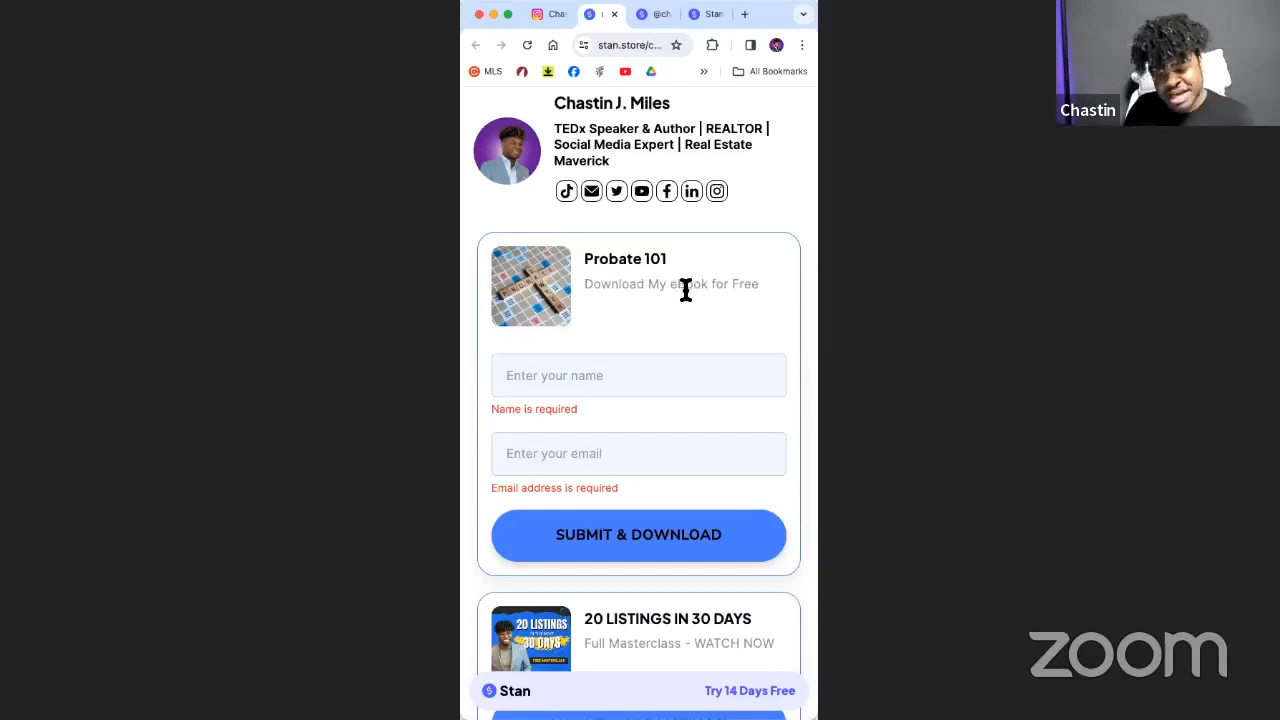 Cha
@ch
Stan
stan.store/c...
MLS
»
All Bookmarks
Chastin J. Miles
TEDx Speaker & Author | REALTOR |
Social Media Expert | Real Estate
Maverick
Probate 101
Download My ebook for Free
Enter your name
Name is required
Enter your email
Email address is required
SUBMIT & DOWNLOAD
20 LISTINGS
30 DAYS
20 LISTINGS IN 30 DAYS
Full Masterclass - WATCH NOW
Stan
Try 14 Days Free
Chastin
zoom